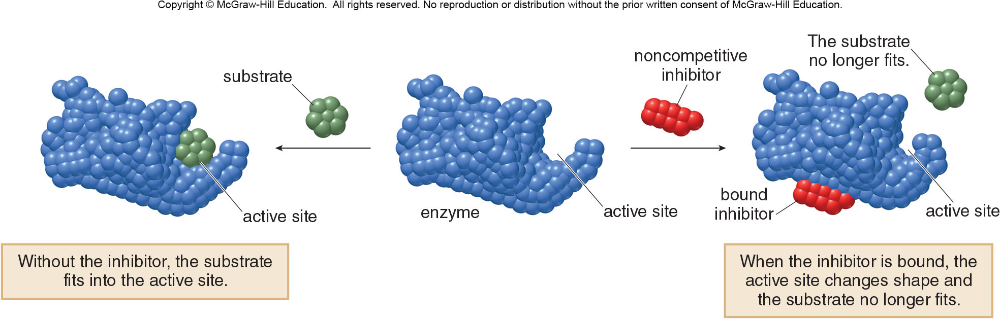 Copyright © McGraw-Hill Education.  All rights reserved. No reproduction or distribution without the prior written consent of McGraw-Hill Education.
substrate
active site
Without the inhibitor, the substrate
fits into the active site.
enzyme
active site
noncompetitive
inhibitor
The substrate
no longer fits.
bound
inhibitor
active site
When the inhibitor is bound, the
active site changes shape and
the substrate no longer fits.